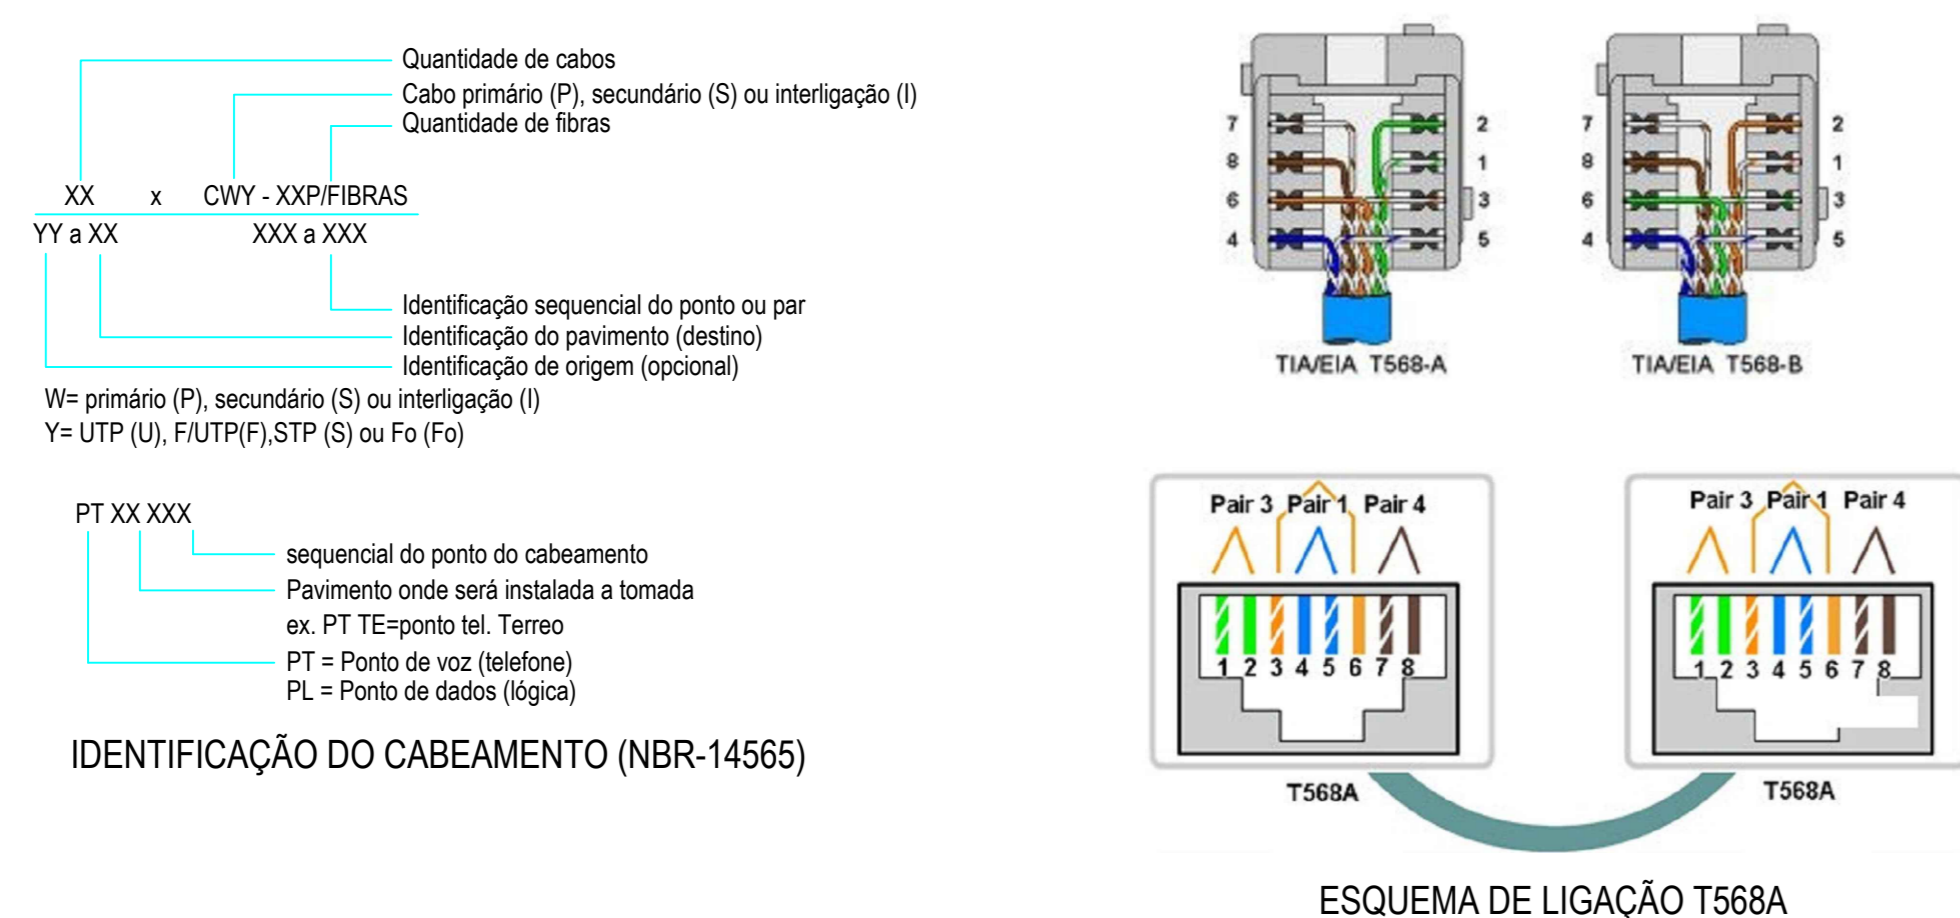 Quantidade de cabos
Cabo primário (P), secundário (S) ou interligação (I)
Quantidade de fibras
XX x CWY - XXP/FIBRAS
YY a XX XXX a XXX
Identificação sequencial do ponto ou par
Identificação do pavimento (destino)
Identificação de origem (opcional)
W= primário (P), secundário (S) ou interligação (I)
Y= UTP (U), F/UTP(F),STP (S) ou Fo (Fo)
PT XX XXX
sequencial do ponto do cabeamento
Pavimento onde será instalada a tomada
ex. PT TE=ponto tel. Terreo
PT = Ponto de voz (telefone)
PL = Ponto de dados (lógica)
IDENTIFICAÇÃO DO CABEAMENTO (NBR-14565)
7 2
8 1
6 3
4 5
TIA/EIA T568-A
7 2
8 1
6 3
4 5
TIA/EIA T568-B
Pair 3 Pair 1 Pair 4
1 2 3 4 5 6 7 8
T568A
Pair 3 Pair 1 Pair 4
1 2 3 4 5 6 7 8
T568A
ESQUEMA DE LIGAÇÃO T568A